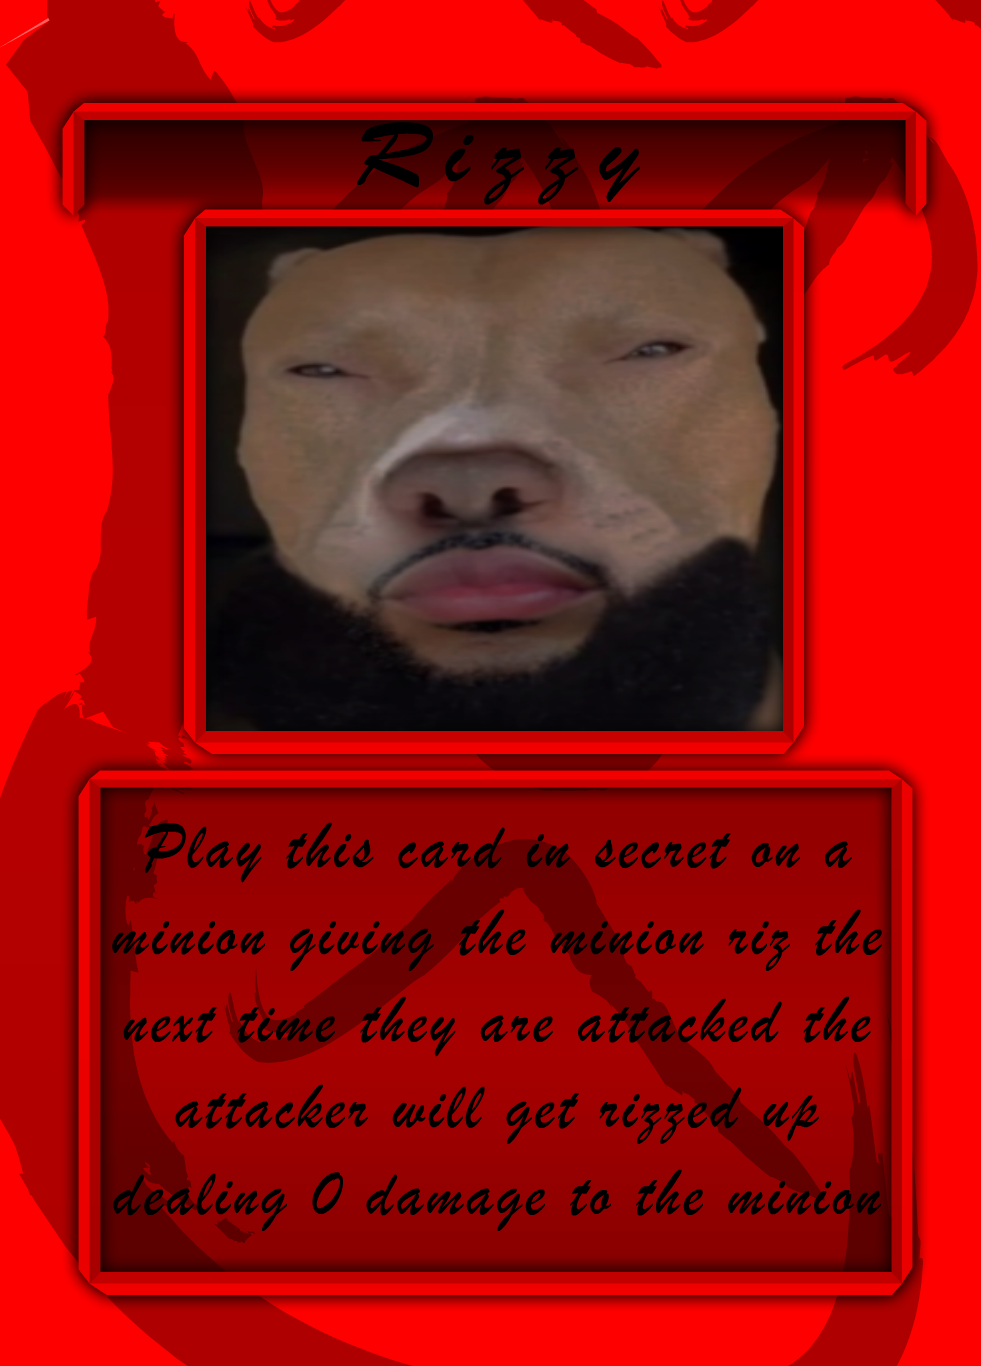 Rizzy
Play this card in secret on a
minion giving the minion riz the
next time they are attacked the
attacker will get rizzed up
dealing 0 damage to the minion